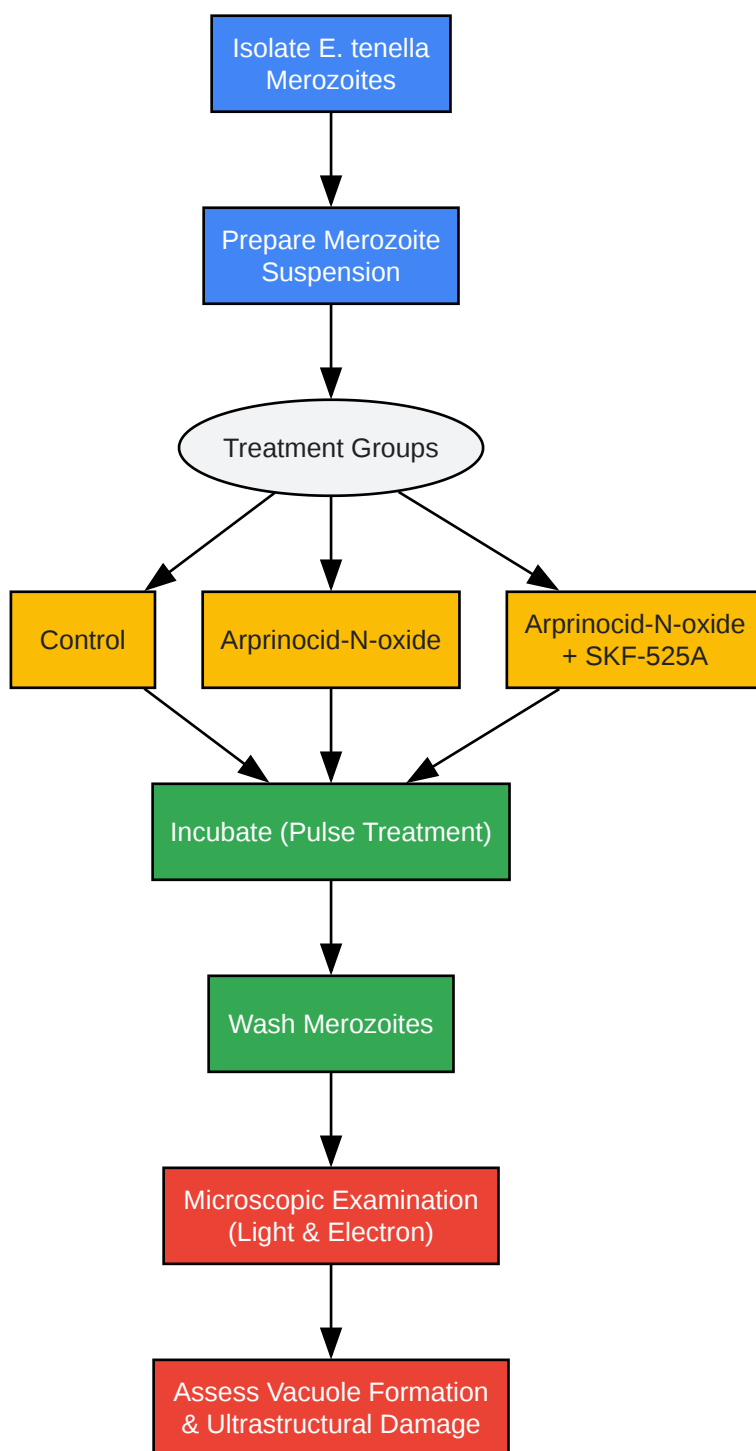 Isolate E. tenella
Merozoites
Prepare Merozoite
Suspension
Treatment Groups
Control
Arprinocid-N-oxide
Arprinocid-N-oxide
+ SKF-525A
Incubate (Pulse Treatment)
Wash Merozoites
Microscopic Examination
(Light & Electron)
Assess Vacuole Formation
& Ultrastructural Damage